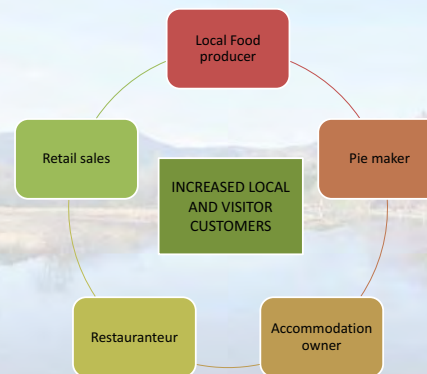 Local Food
producer
Pie maker
Accommodation
owner
Restauranteur
Retail sales
INCREASED LOCAL
AND VISITOR
CUSTOMERS